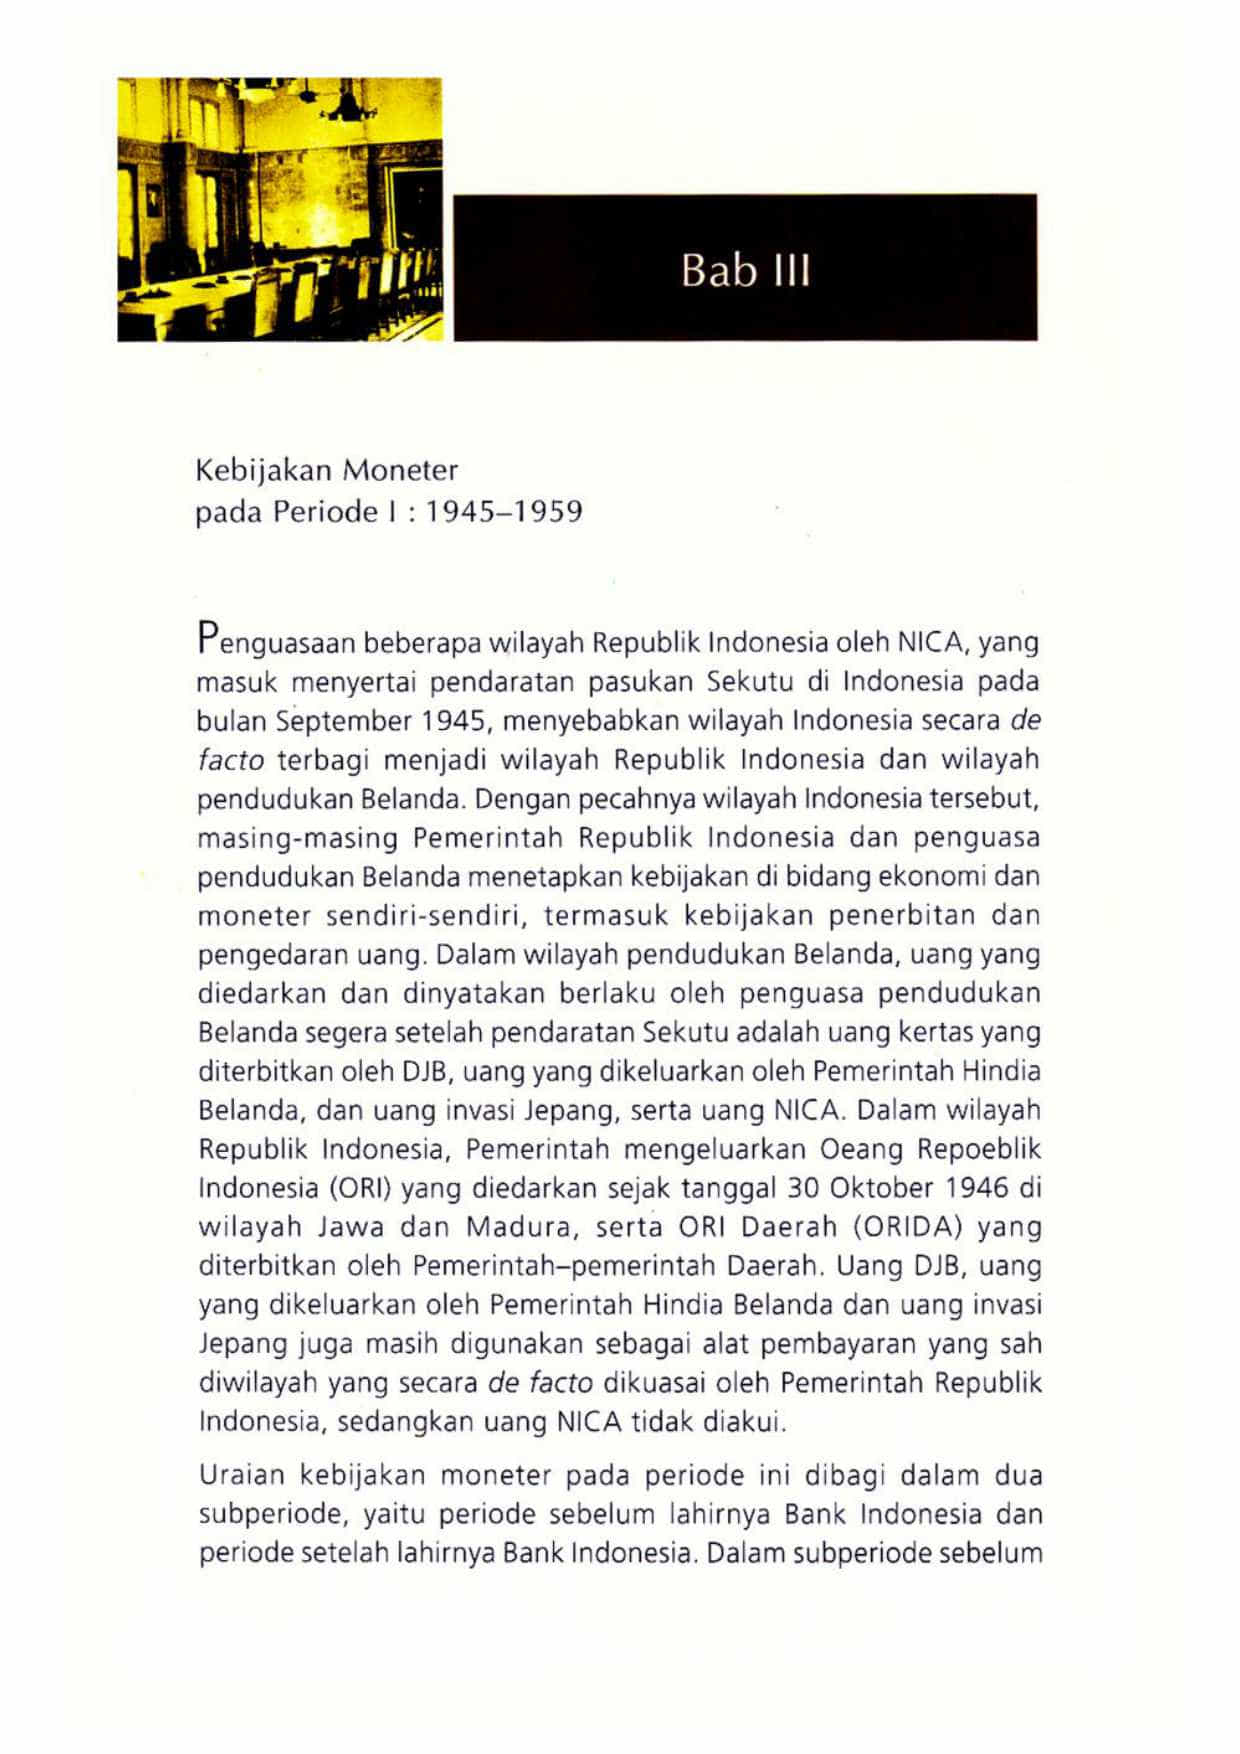 Bab III
Kebijakan Moneter
pada Periode I : 1945–1959
Penguasaan beberapa wilayah Republik Indonesia oleh NICA, yang
masuk menyertai pendaratan pasukan Sekutu di Indonesia pada
bulan September 1945, menyebabkan wilayah Indonesia secara de
facto terbagi menjadi wilayah Republik Indonesia dan wilayah
pendudukan Belanda. Dengan pecahnya wilayah Indonesia tersebut,
masing-masing Pemerintah Republik Indonesia dan penguasa
pendudukan Belanda menetapkan kebijakan di bidang ekonomi dan
moneter sendiri-sendiri, termasuk kebijakan penerbitan dan
pengedaran uang. Dalam wilayah pendudukan Belanda, uang yang
diedarkan dan dinyatakan berlaku oleh penguasa pendudukan
Belanda segera setelah pendaratan Sekutu adalah uang kertas yang
diterbitkan oleh DJB, uang yang dikeluarkan oleh Pemerintah Hindia
Belanda, dan uang invasi Jepang, serta uang NICA. Dalam wilayah
Republik Indonesia, Pemerintah mengeluarkan Oeang Repoeblik
Indonesia (ORI) yang diedarkan sejak tanggal 30 Oktober 1946 di
wilayah Jawa dan Madura, serta ORI Daerah (ORIDA) yang
diterbitkan oleh Pemerintah–pemerintah Daerah. Uang DJB, uang
yang dikeluarkan oleh Pemerintah Hindia Belanda dan uang invasi
Jepang juga masih digunakan sebagai alat pembayaran yang sah
diwilayah yang secara de facto dikuasai oleh Pemerintah Republik
Indonesia, sedangkan uang NICA tidak diakui.
Uraian kebijakan moneter pada periode ini dibagi dalam dua
subperiode, yaitu periode sebelum lahirnya Bank Indonesia dan
periode setelah lahirnya Bank Indonesia. Dalam subperiode sebelum